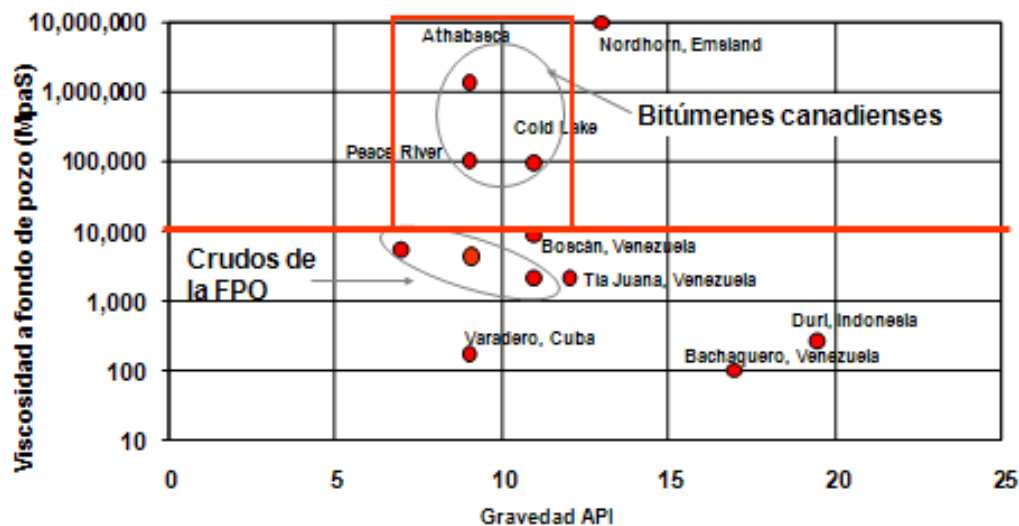 Viscosidad a fondo de pozo (MpaS)
10,000,000
1,000,000
100,000
10,000
1,000
100
10
Athabasca
Nordhorn, Emsland
Bitúmenes canadienses
Cold Lake
Peace River
Crudos de
la FPO
Boscán, Venezuela
Tía Juana, Venezuela
Varadero, Cuba
Duri, Indonesia
Bachaquero, Venezuela
0 5 10 15 20 25
Gravedad API